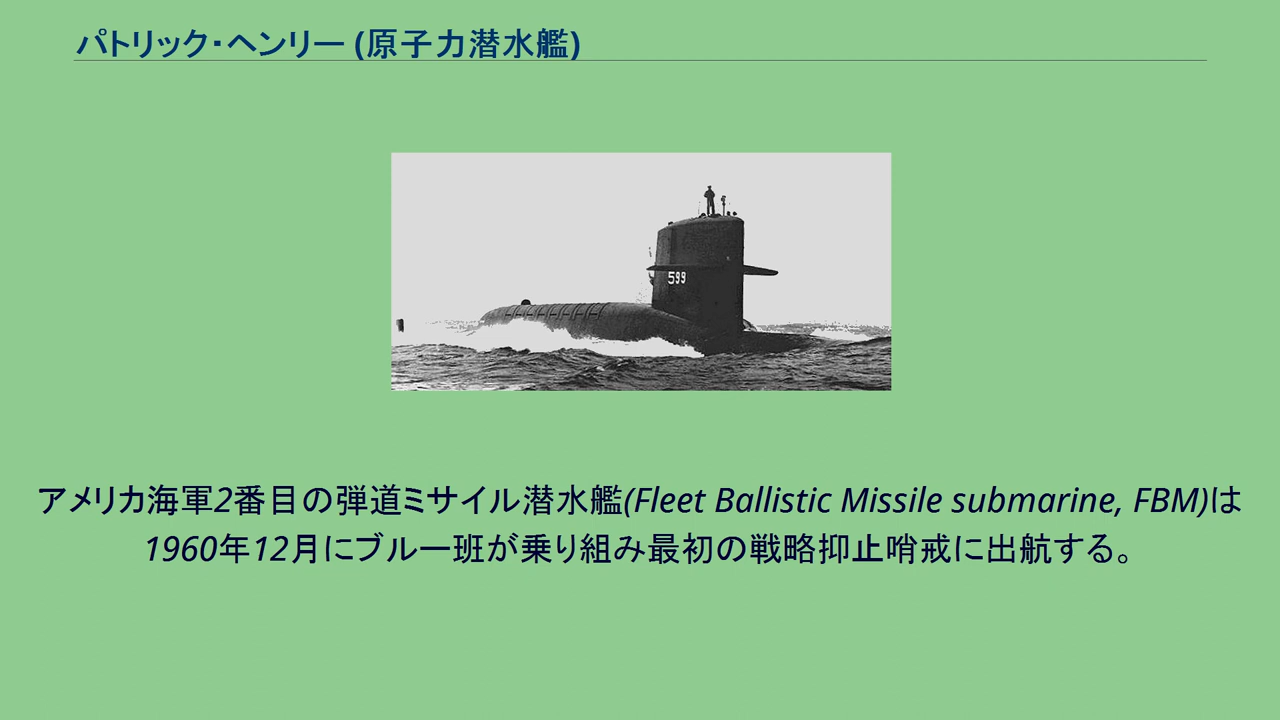 パトリック・ヘンリー (原子力潜水艦)
599
アメリカ海軍2番目の弾道ミサイル潜水艦(Fleet Ballistic Missile submarine, FBM)は
1960年12月にブルー班が乗り組み最初の戦略抑止哨戒に出航する。